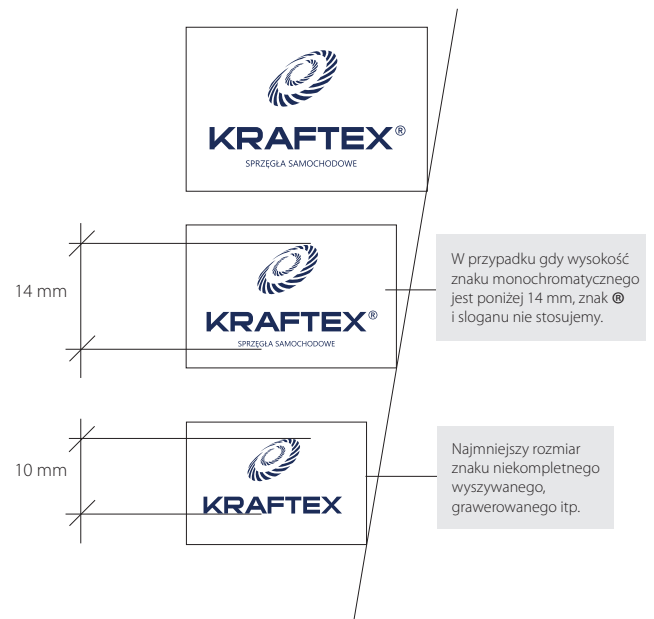 KRAFTEX®
SPRZĘGŁA SAMOCHODOWE
14 mm
KRAFTEX®
SPRZĘGŁA SAMOCHODOWE
W przypadku gdy wysokość
znaku monochromatycznego
jest poniżej 14 mm, znak ®
i sloganu nie stosujemy.
10 mm
KRAFTEX
Najmniejszy rozmiar
znaku niekompletnego
wyszywanego,
grawerowanego itp.